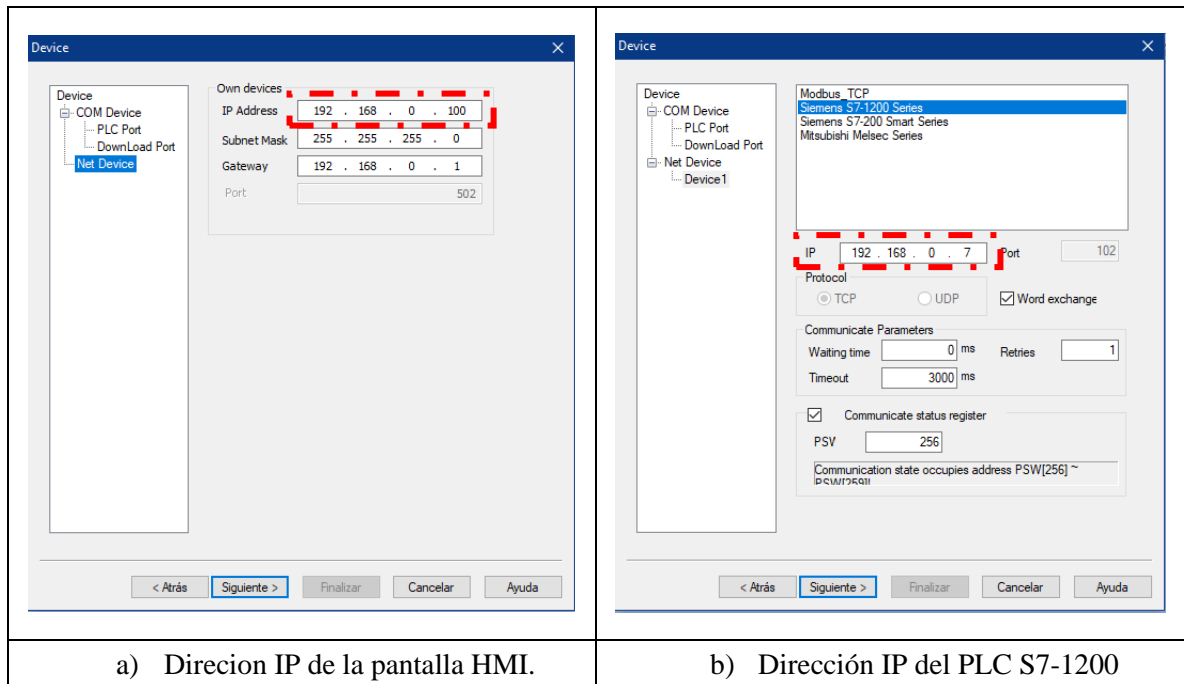 Device
Device
COM Device
PLC Port
DownLoad Port
Net Device
Own devices
IP Address 192 . 168 . 0 . 100
Subnet Mask 255 . 255 . 255 . 0
Gateway 192 . 168 . 0 . 1
Port 502
< Atrás Siguiente > Finalizar Cancelar Ayuda
a) Direcion IP de la pantalla HMI.
Device
Device
COM Device
PLC Port
DownLoad Port
Net Device
Device1
Modbus_TCP
Siemens S7-1200 Series
Siemens S7-200 Smart Series
Mitsubishi Melsec Series
IP 192 . 168 . 0 . 7 Port 102
Protocol
TCP UDP Word exchange
Communicate Parameters
Waiting time 0 ms Retries 1
Timeout 3000 ms
Communicate status register
PSW 256
Communication state occupies address PSW[256] ~
PSW[259]!
< Atrás Siguiente > Finalizar Cancelar Ayuda
b) Dirección IP del PLC S7-1200